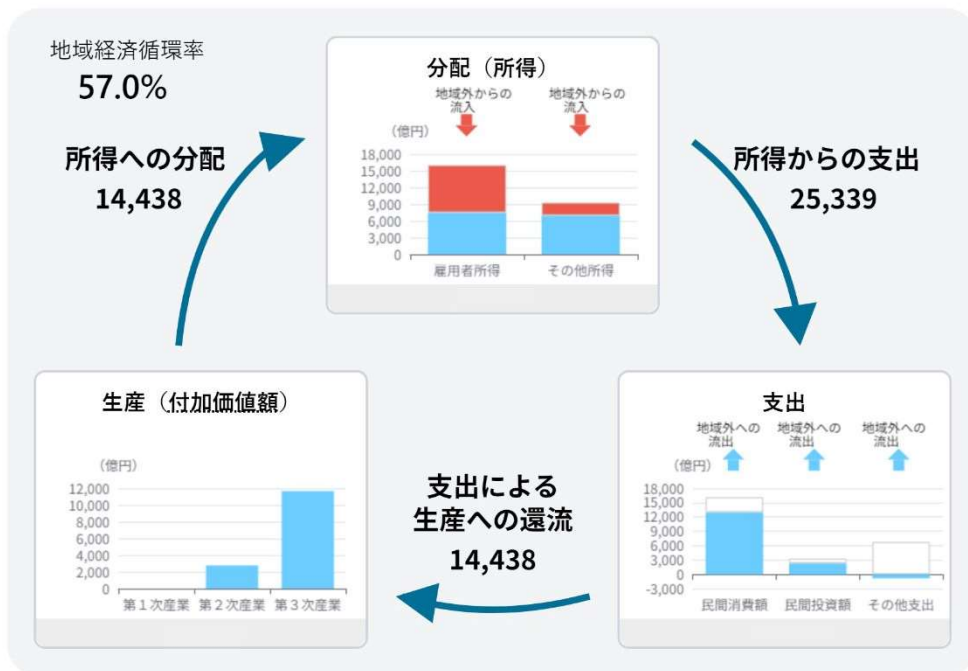 地域経済循環率
57.0%
所得への分配
14,438
分配（所得）
地域外からの
流入
地域外からの
流入
（億円）
18,000
15,000
12,000
9,000
6,000
3,000
0
雇用者所得
その他所得
所得からの支出
25,339
生産（付加価値額）
（億円）
12,000
10,000
8,000
6,000
4,000
2,000
0
第１次産業
第２次産業
第３次産業
支出による
生産への還流
14,438
支出
地域外への
流出
地域外への
流出
地域外への
流出
（億円）
18,000
15,000
12,000
9,000
6,000
3,000
0
-3,000
民間消費額
民間投資額
その他支出